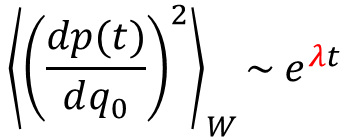 ⟨(dp(t)/dq₀)²⟩_W ~ e^{λt}